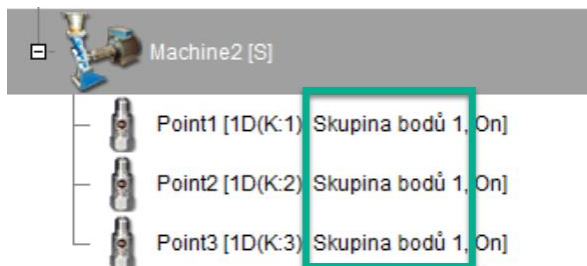 Machine2 [S]
Point1 [1D(K:1) Skupina bodů 1, On]
Point2 [1D(K:2) Skupina bodů 1, On]
Point3 [1D(K:3) Skupina bodů 1, On]